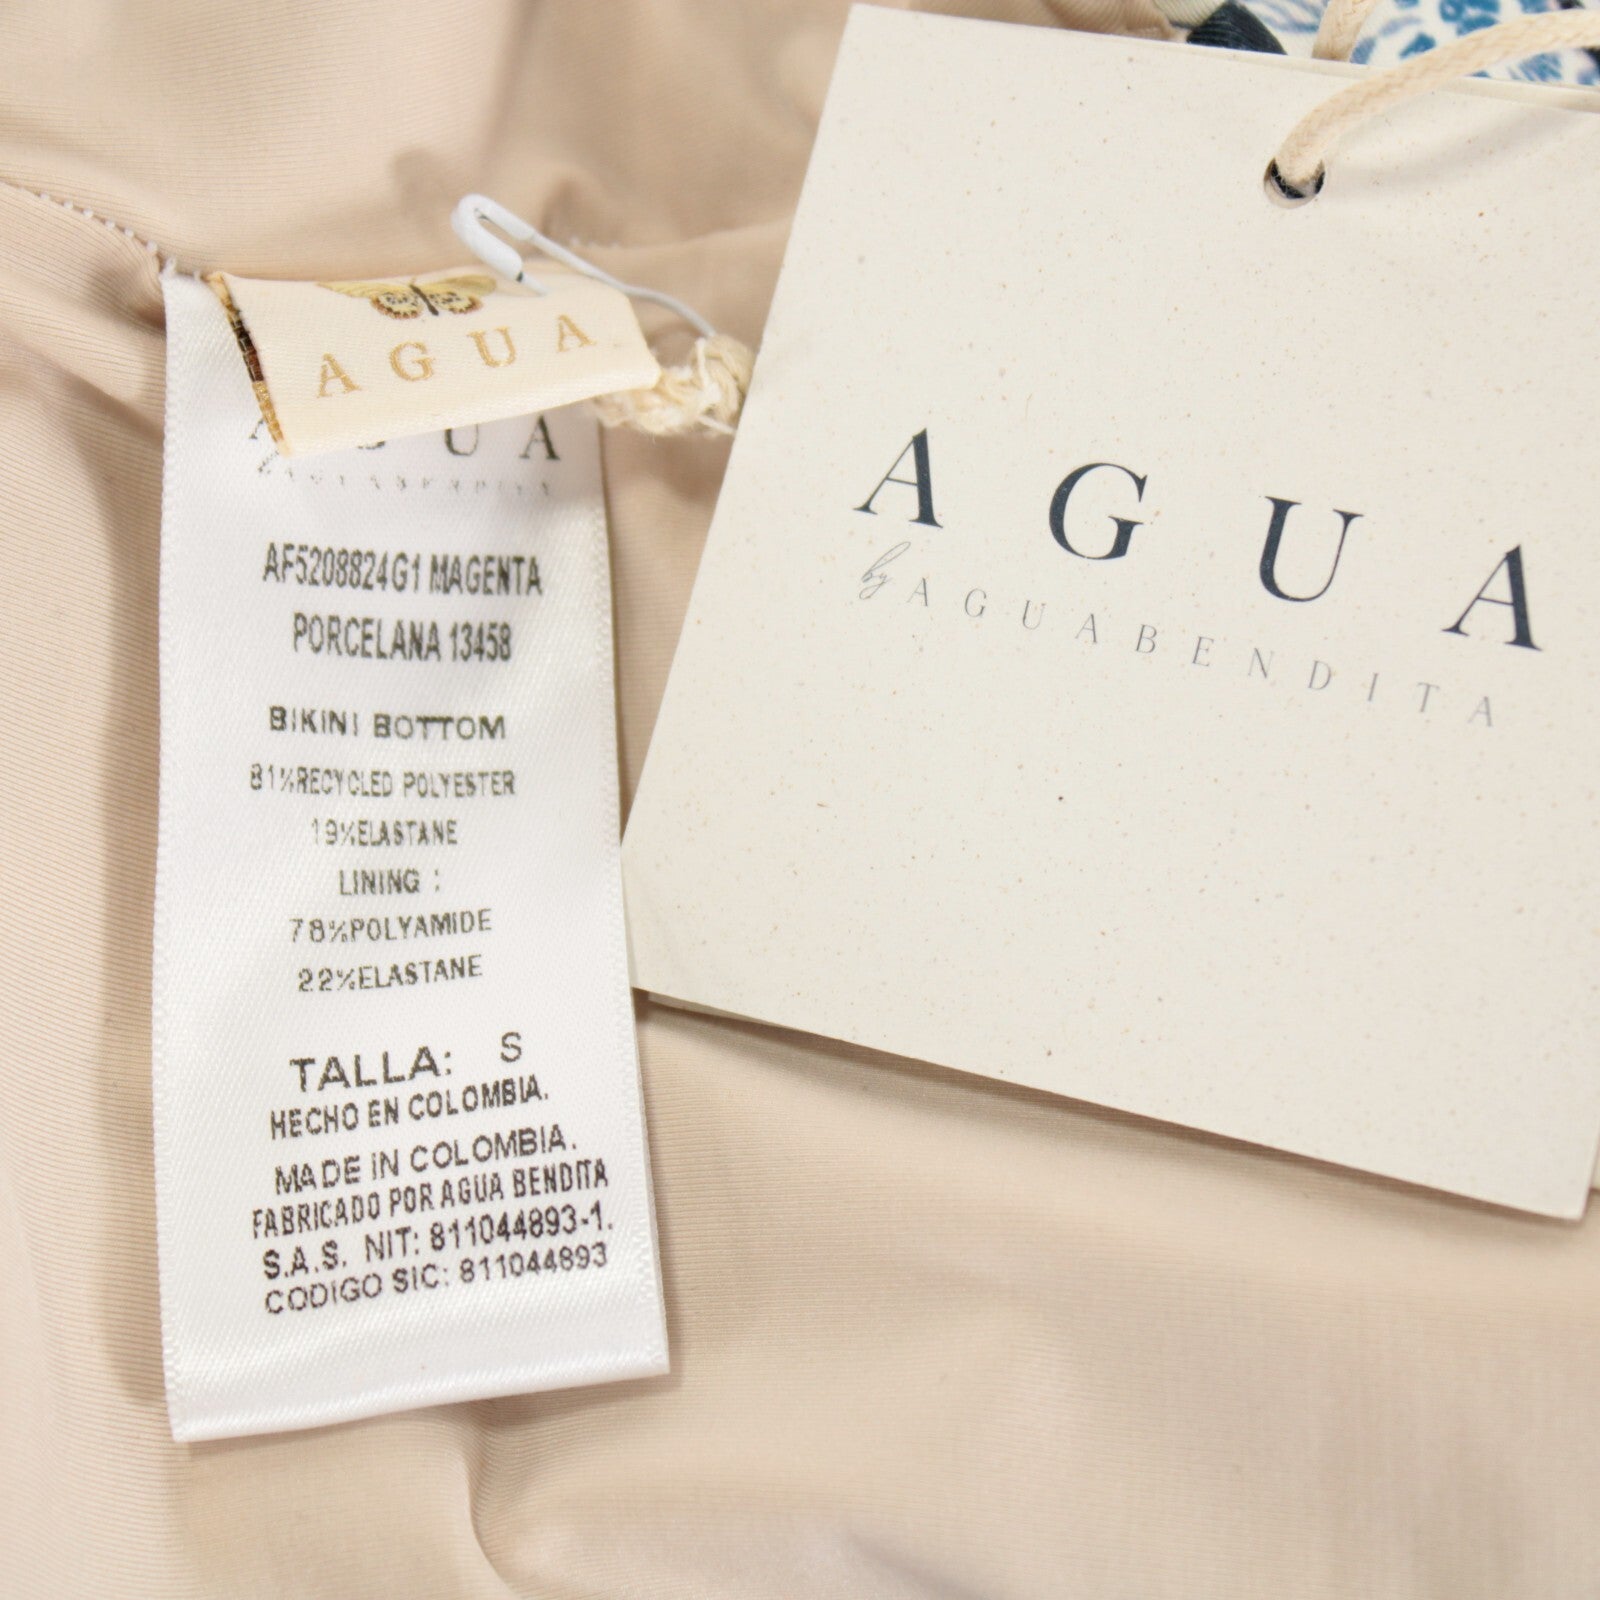 AGUA
AGUA
AF5208824G1 MAGENTA
PORCELANA 13458
BIKINI BOTTOM
81%RECYCLED POLYESTER
19%ELASTANE
LINING :
78%POLYAMIDE
22%ELASTANE
TALLA: S
HECHO EN COLOMBIA.
MADE IN COLOMBIA.
FABRICADO POR AGUA BENDITA
S.A.S. NIT: 811044893-1.
CODIGO SIC: 811044893
AGUA
by AGUABENDITA